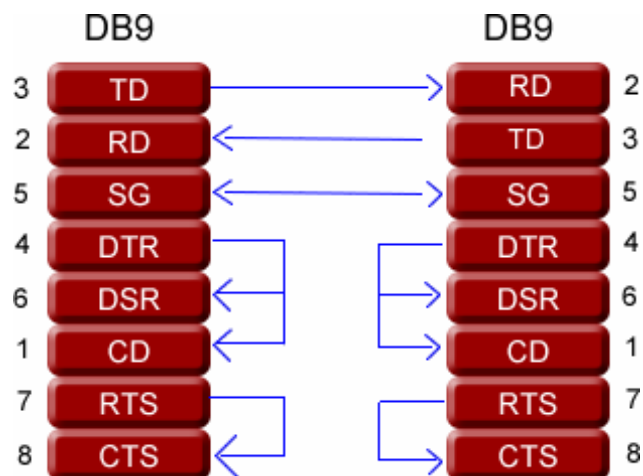 DB9 DB9
3 TD RD 2
2 RD TD 3
5 SG SG 5
4 DTR DTR 4
6 DSR DSR 6
1 CD CD 1
7 RTS RTS 7
8 CTS CTS 8